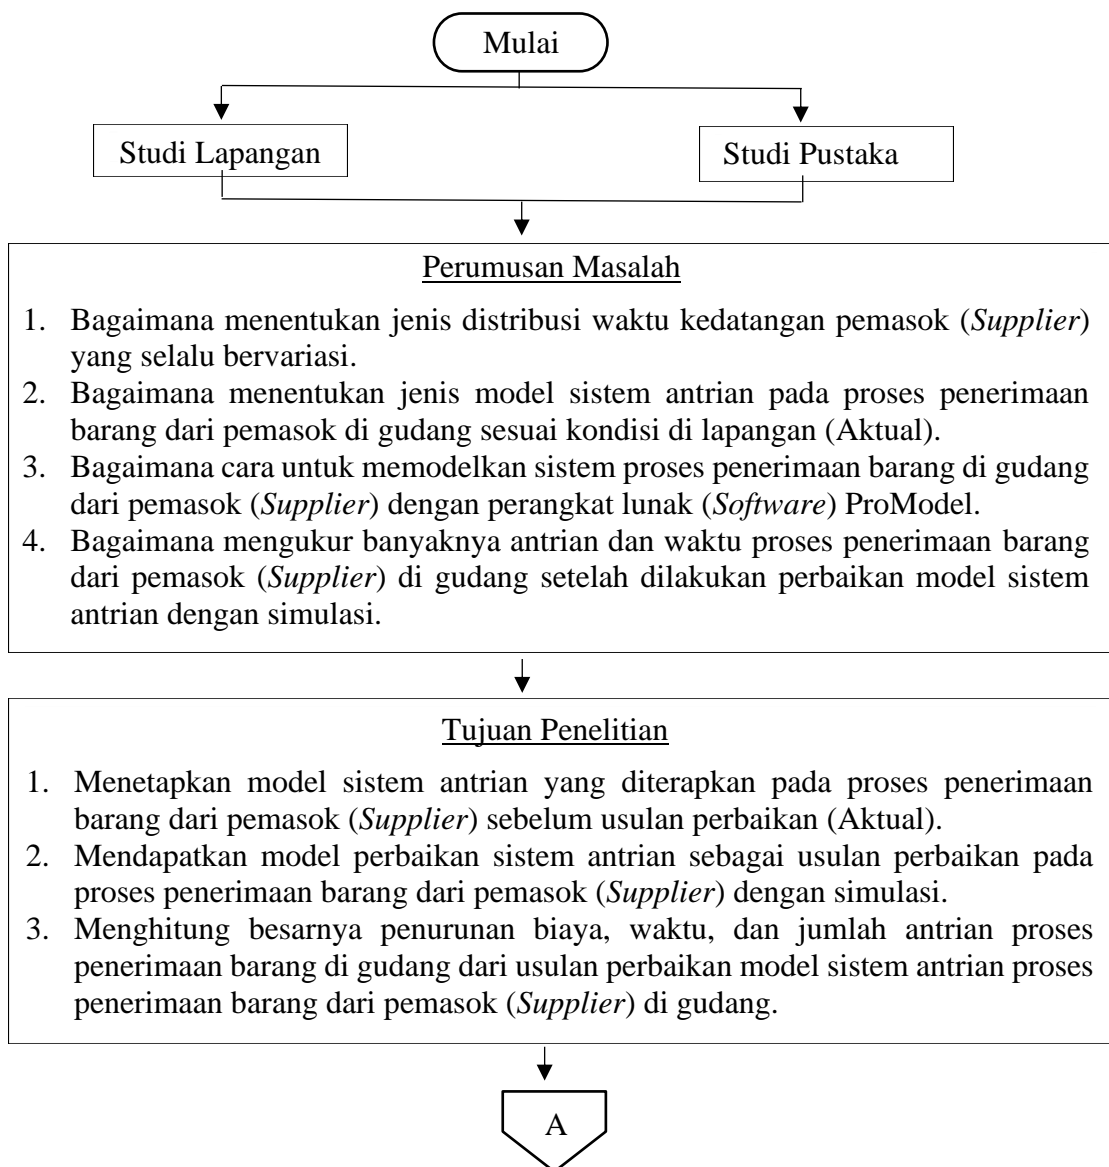 Mulai
Studi Lapangan
Studi Pustaka
Perumusan Masalah
1. Bagaimana menentukan jenis distribusi waktu kedatangan pemasok (Supplier)
yang selalu bervariasi.
2. Bagaimana menentukan jenis model sistem antrian pada proses penerimaan
barang dari pemasok di gudang sesuai kondisi di lapangan (Aktual).
3. Bagaimana cara untuk memodelkan sistem proses penerimaan barang di gudang
dari pemasok (Supplier) dengan perangkat lunak (Software) ProModel.
4. Bagaimana mengukur banyaknya antrian dan waktu proses penerimaan barang
dari pemasok (Supplier) di gudang setelah dilakukan perbaikan model sistem
antrian dengan simulasi.
Tujuan Penelitian
1. Menetapkan model sistem antrian yang diterapkan pada proses penerimaan
barang dari pemasok (Supplier) sebelum usulan perbaikan (Aktual).
2. Mendapatkan model perbaikan sistem antrian sebagai usulan perbaikan pada
proses penerimaan barang dari pemasok (Supplier) dengan simulasi.
3. Menghitung besarnya penurunan biaya, waktu, dan jumlah antrian proses
penerimaan barang di gudang dari usulan perbaikan model sistem antrian proses
penerimaan barang dari pemasok (Supplier) di gudang.
A